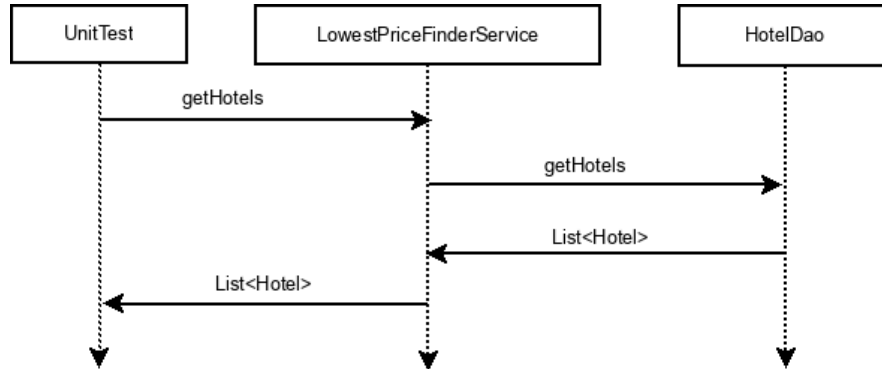 UnitTest
LowestPriceFinderService
HotelDao
getHotels
getHotels
List<Hotel>
List<Hotel>